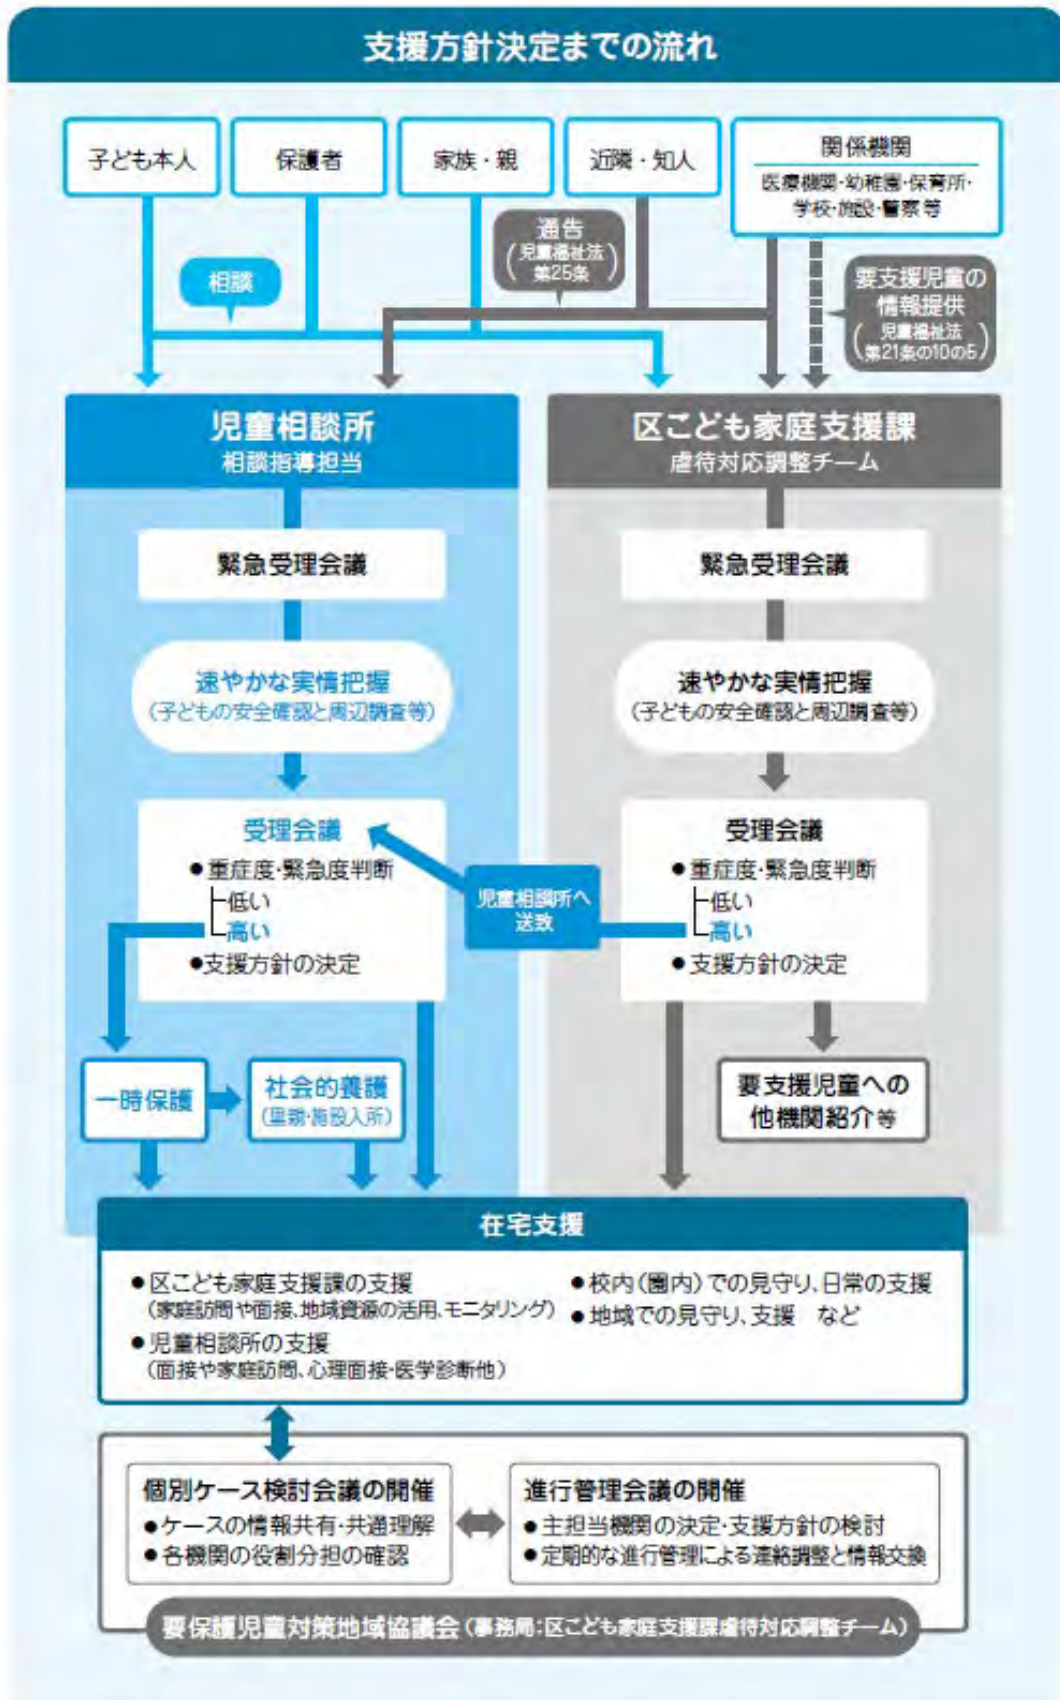 支援方針決定までの流れ
子ども本人
保護者
家族・親
近隣・知人
関係機関
医療機関・幼稚園・保育所・
学校・施設・警察等
相談
通告
(児童福祉法
第25条)
要支援児童の
情報提供
(児童福祉法
第21条の10の5)
児童相談所
相談指導担当
緊急受理会議
速やかな実情把握
(子どもの安全確認と周辺調査等)
受理会議
●重症度・緊急度判断
低い
高い
●支援方針の決定
児童相談所へ
送致
一時保護
社会的養護
(里親・施設入所)
区こども家庭支援課
虐待対応調整チーム
緊急受理会議
速やかな実情把握
(子どもの安全確認と周辺調査等)
受理会議
●重症度・緊急度判断
低い
高い
●支援方針の決定
要支援児童への
他機関紹介等
在宅支援
●区こども家庭支援課の支援
(家庭訪問や面接、地域資源の活用、モニタリング)
●児童相談所の支援
(面接や家庭訪問、心理面接・医学診断他)
●校内(園内)での見守り、日常の支援
●地域での見守り、支援 など
個別ケース検討会議の開催
●ケースの情報共有・共通理解
●各機関の役割分担の確認
進行管理会議の開催
●主担当機関の決定・支援方針の検討
●定期的な進行管理による連絡調整と情報交換
要保護児童対策地域協議会(事務局:区こども家庭支援課虐待対応調整チーム)